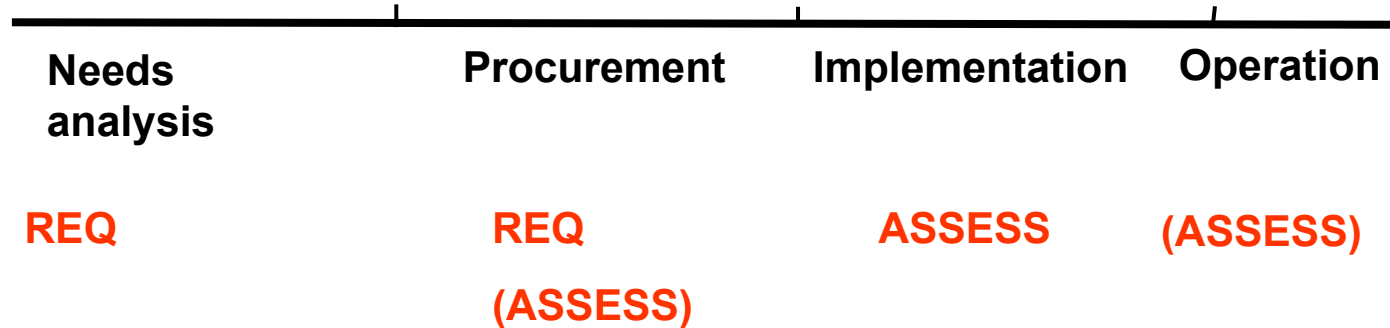 Needs
analysis
Procurement
Implementation
Operation
REQ
REQ
ASSESS
(ASSESS)
(ASSESS)